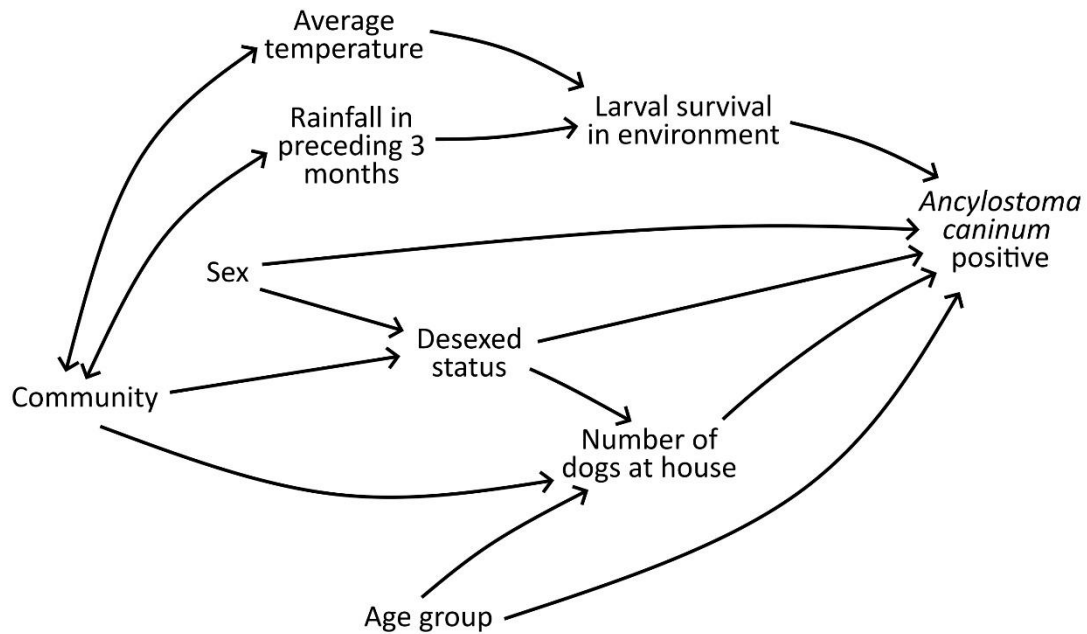 Average
temperature
Rainfall in
preceding 3
months
Larval survival
in environment
Ancylostoma
caninum
positive
Sex
Desexed
status
Community
Number of
dogs at house
Age group